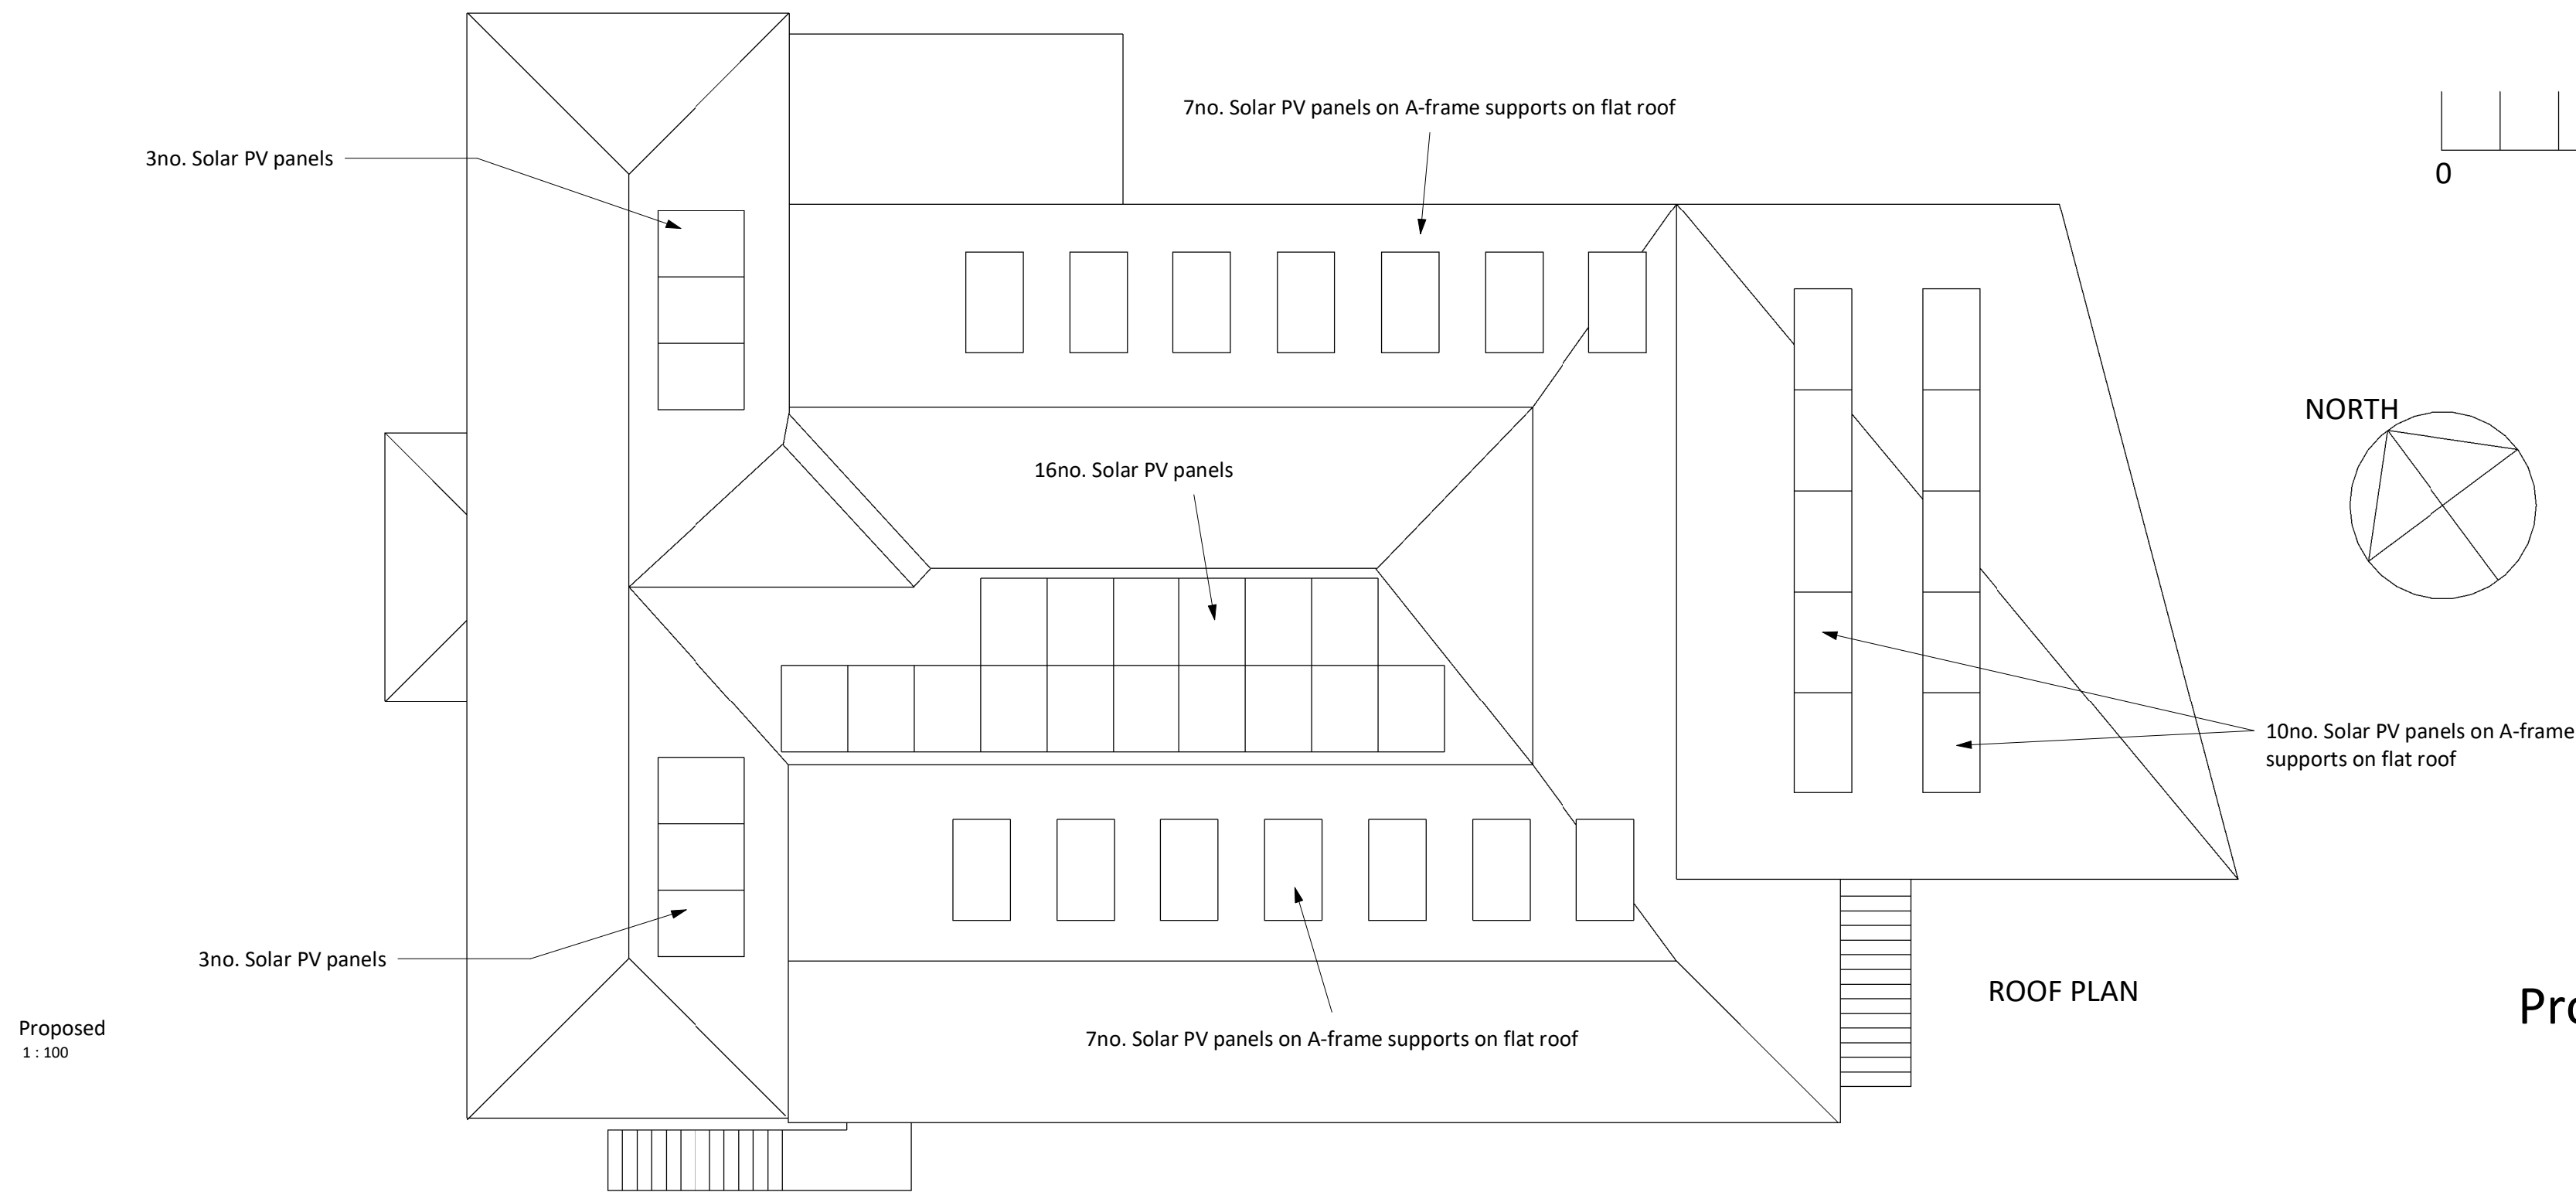 7no. Solar PV panels on A-frame supports on flat roof
3no. Solar PV panels
0
NORTH
16no. Solar PV panels
10no. Solar PV panels on A-frame
supports on flat roof
3no. Solar PV panels
ROOF PLAN
Pro
Proposed
1 : 100
7no. Solar PV panels on A-frame supports on flat roof